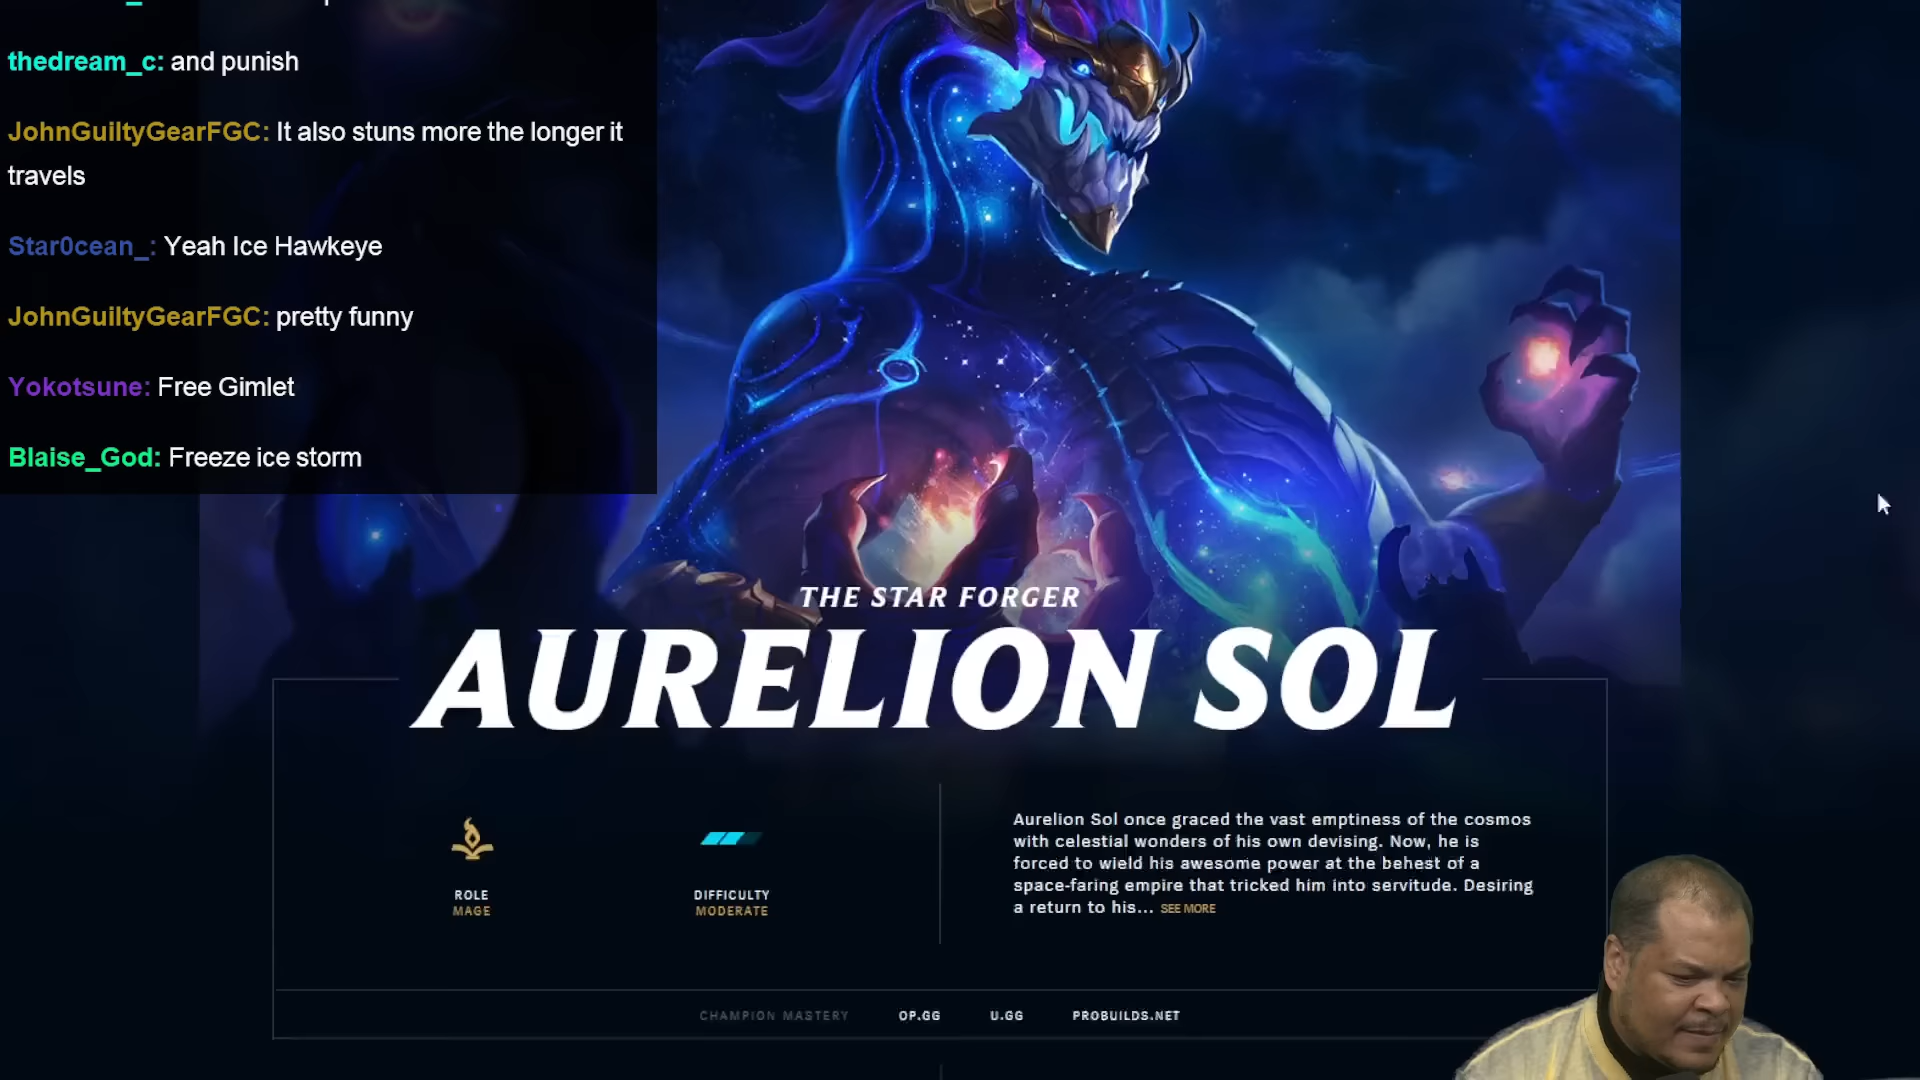 thedream_c: and punish
JohnGuiltyGearFGC: It also stuns more the longer it
travels
Star0cean_: Yeah Ice Hawkeye
JohnGuiltyGearFGC: pretty funny
Yokotsune: Free Gimlet
Blaise_God: Freeze ice storm
THE STAR FORGER
AURELION SOL
ROLE
MAGE
DIFFICULTY
MODERATE
Aurelion Sol once graced the vast emptiness of the cosmos
with celestial wonders of his own devising. Now, he is
forced to wield his awesome power at the behest of a
space-faring empire that tricked him into servitude. Desiring
a return to his... SEE MORE
CHAMPION MASTERY OP.GG U.GG PROBUILDS.NET